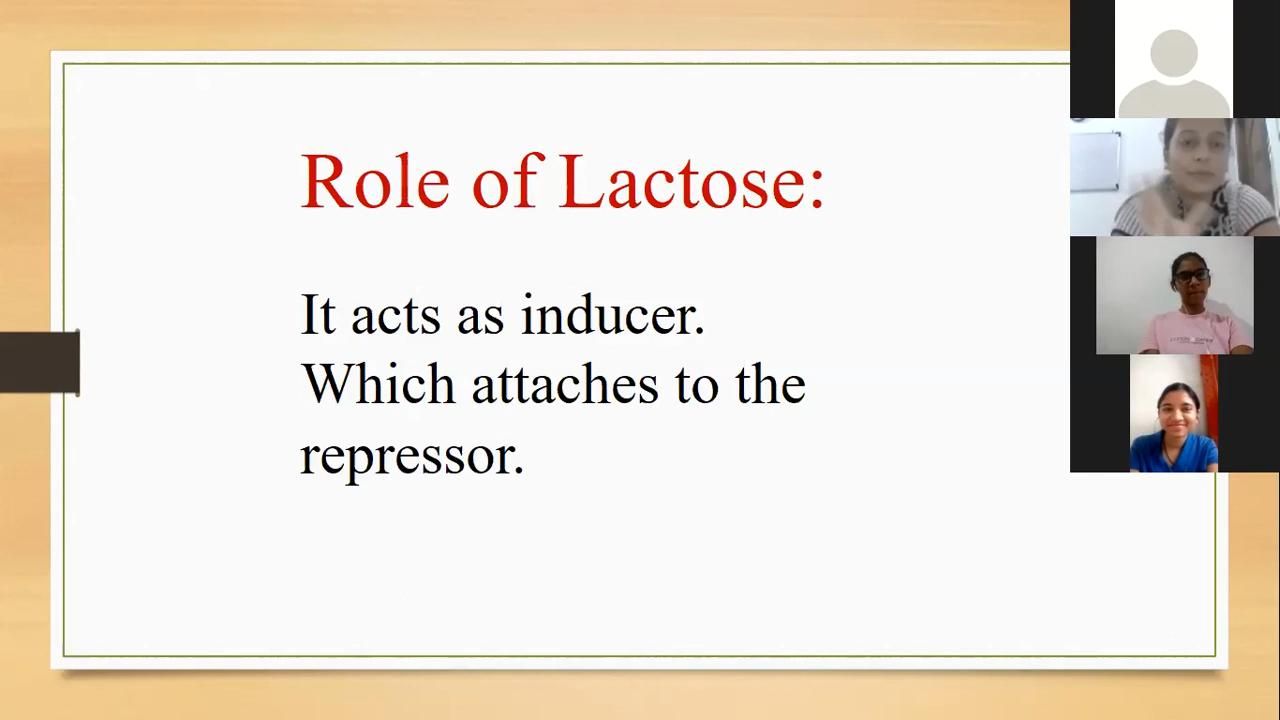 Role of Lactose:
It acts as inducer.
Which attaches to the
repressor.